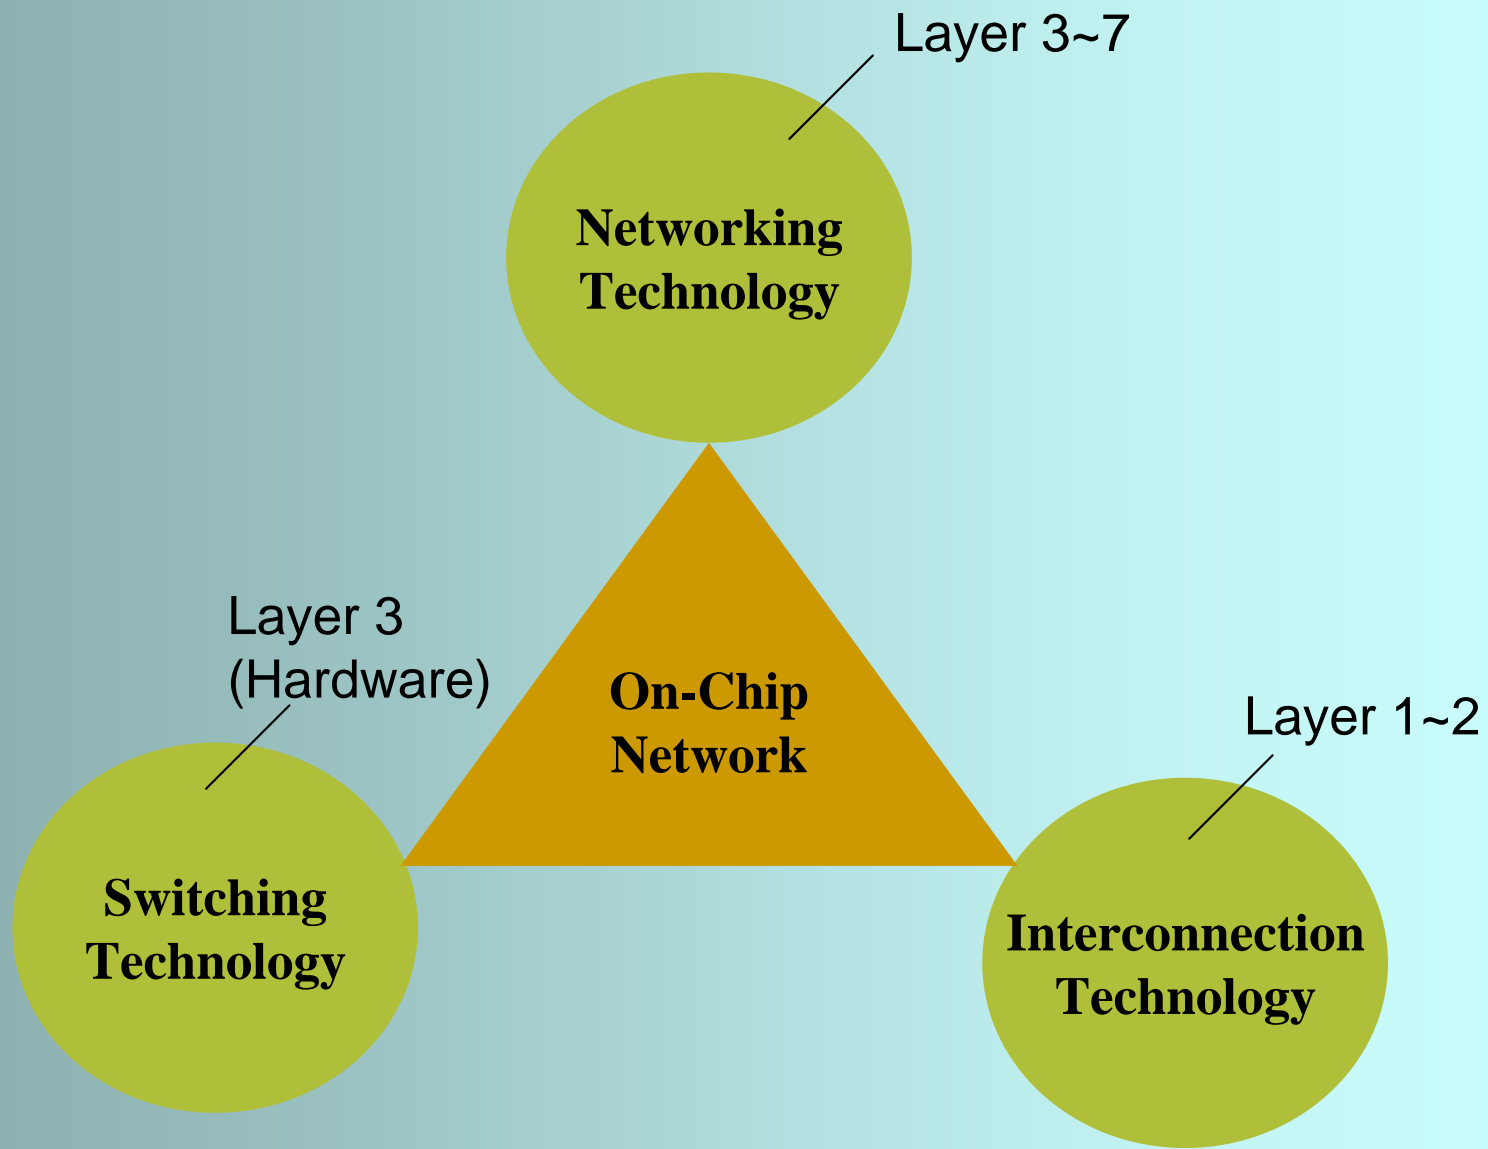 Layer 3~7
Networking
Technology
Layer 3
(Hardware)
On-Chip
Network
Layer 1~2
Switching
Technology
Interconnection
Technology